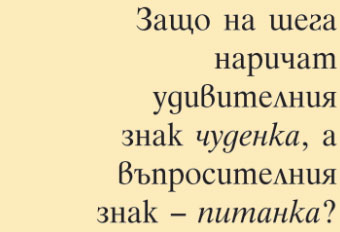 Защо на шега
наричат
удивителния
знак чуденка, а
въпросителния
знак – питанка?